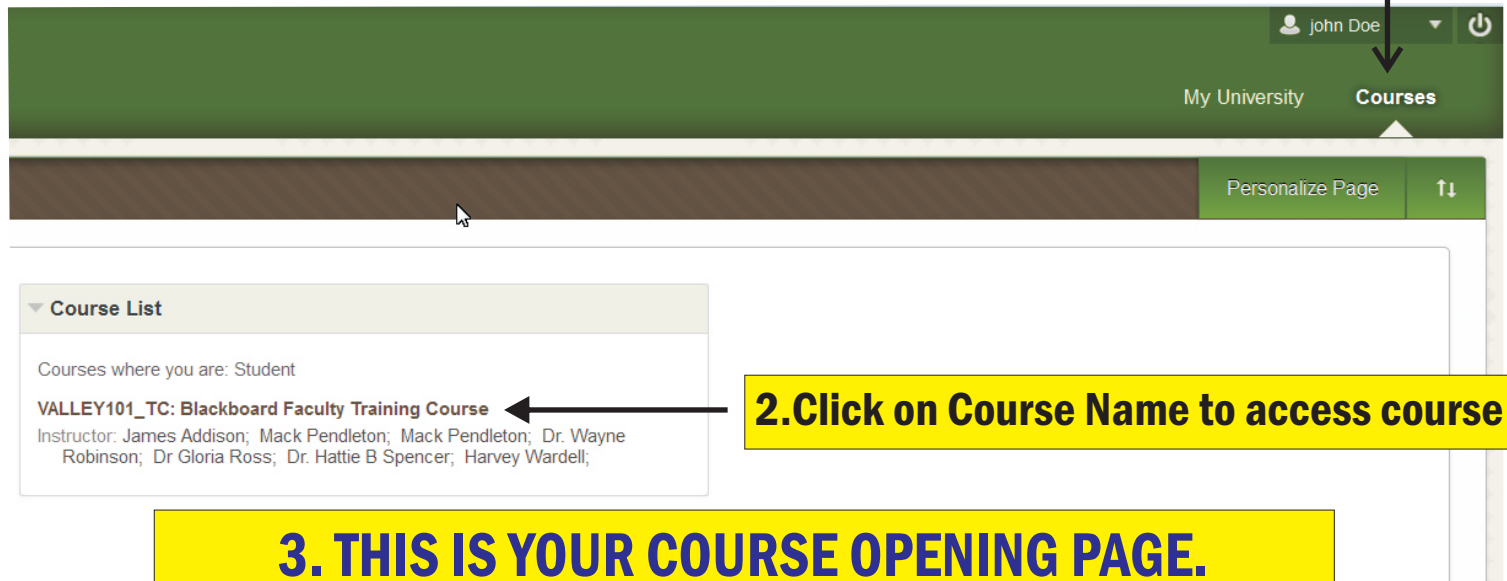 john Doe
My University Courses
Personalize Page
Course List
Courses where you are: Student
VALLEY101_TC: Blackboard Faculty Training Course
2.Click on Course Name to access course
Instructor: James Addison; Mack Pendleton; Mack Pendleton; Dr. Wayne
Robinson; Dr Gloria Ross; Dr. Hattie B Spencer; Harvey Wardell;
3. THIS IS YOUR COURSE OPENING PAGE.